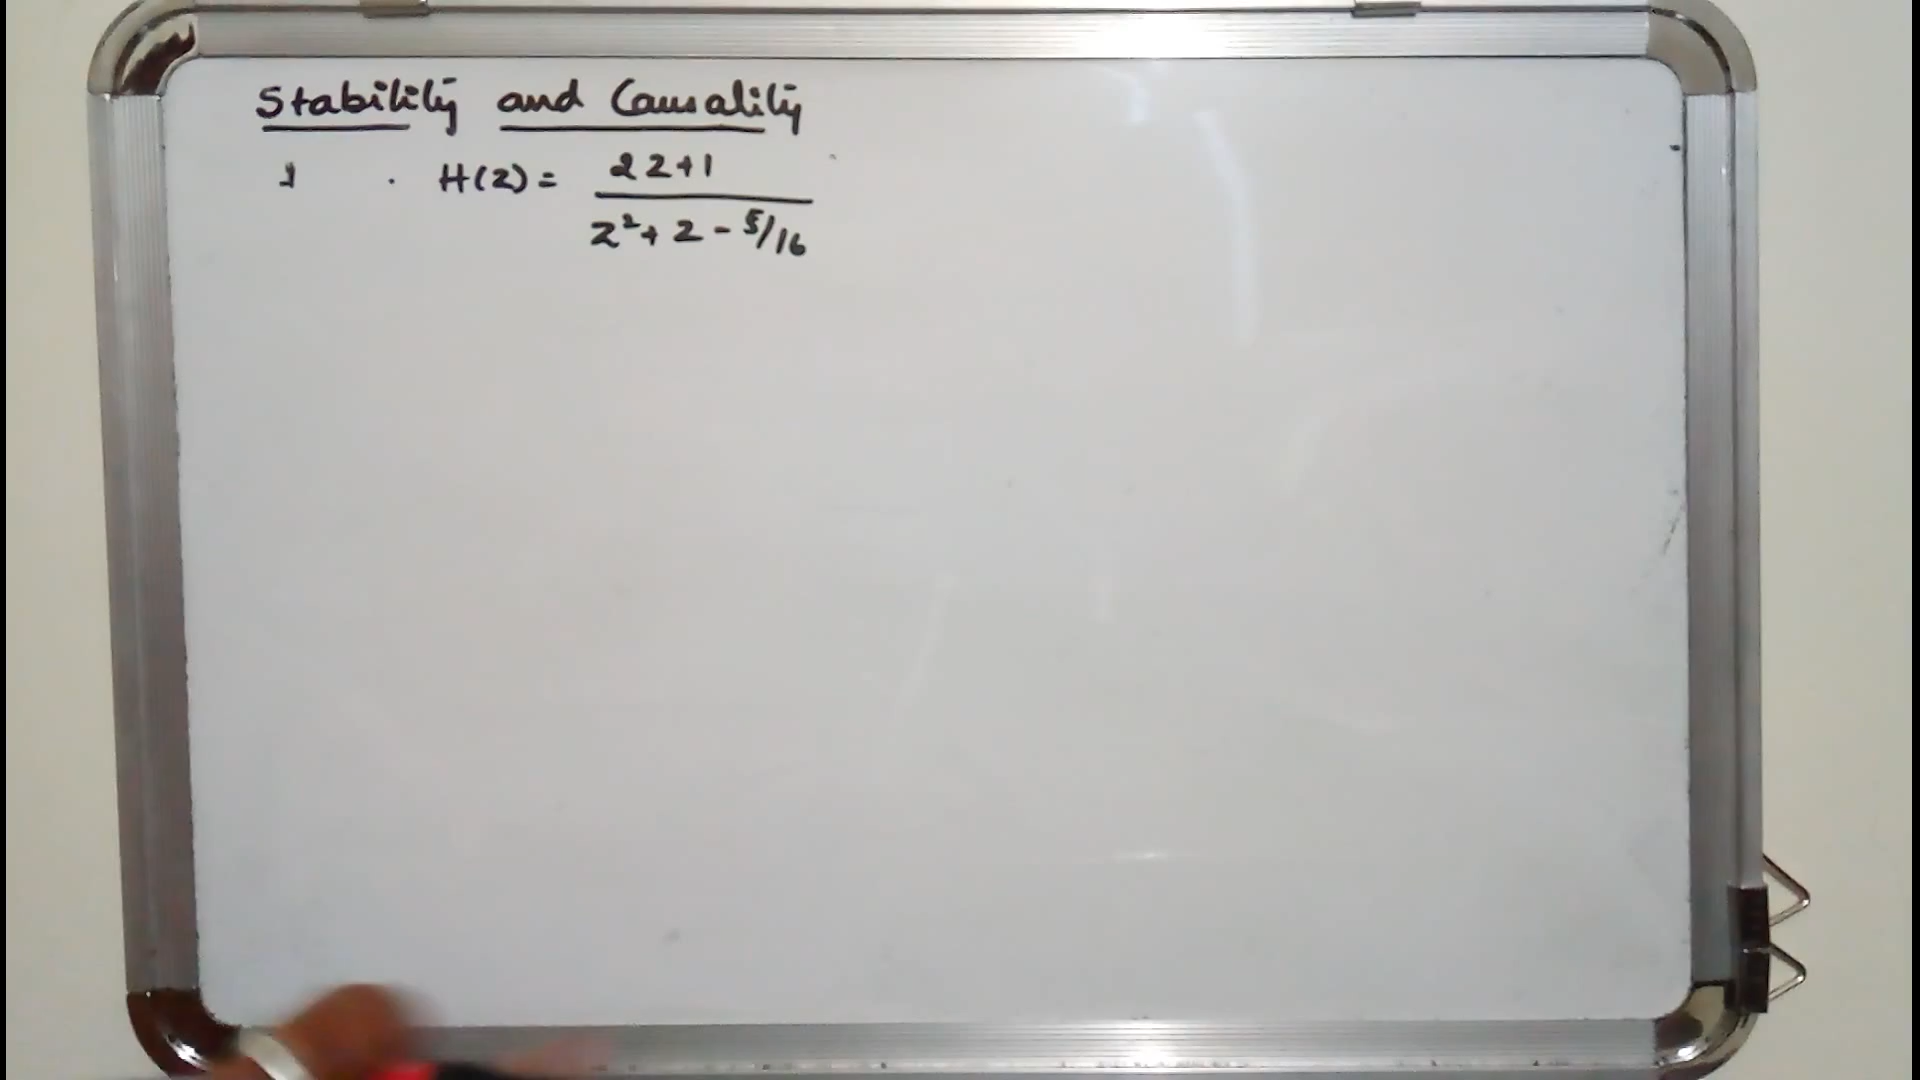 Stability and Causality
1 . H(z) = 2z+1
z² + z - 5/16